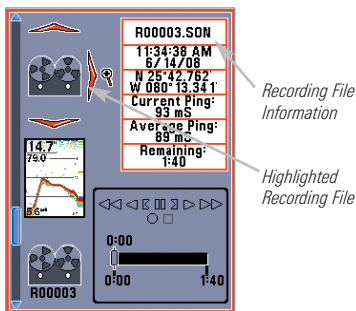 R00003.SON
11:34:38 AM
6/14/08
N 25°42.762'
W 080°13.341'
Current Ping:
93 mS
Average Ping:
89 mS
Remaining:
1:40
Recording File
Information
Highlighted
Recording File
14.7
79.0
R00003
0:00
0:00
1:40